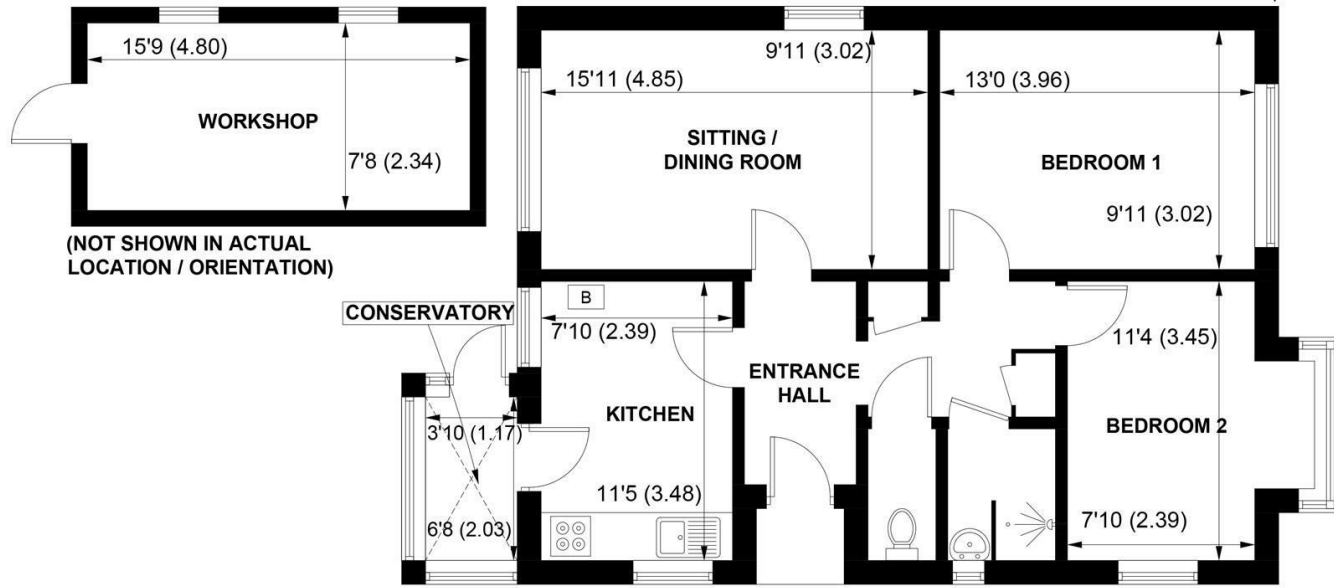 15'9 (4.80)
WORKSHOP
7'8 (2.34)
(NOT SHOWN IN ACTUAL
LOCATION / ORIENTATION)
9'11 (3.02)
15'11 (4.85)
SITTING /
DINING ROOM
13'0 (3.96)
BEDROOM 1
9'11 (3.02)
CONSERVATORY
3'10 (1.17)
6'8 (2.03)
B
7'10 (2.39)
KITCHEN
11'5 (3.48)
ENTRANCE
HALL
11'4 (3.45)
BEDROOM 2
7'10 (2.39)